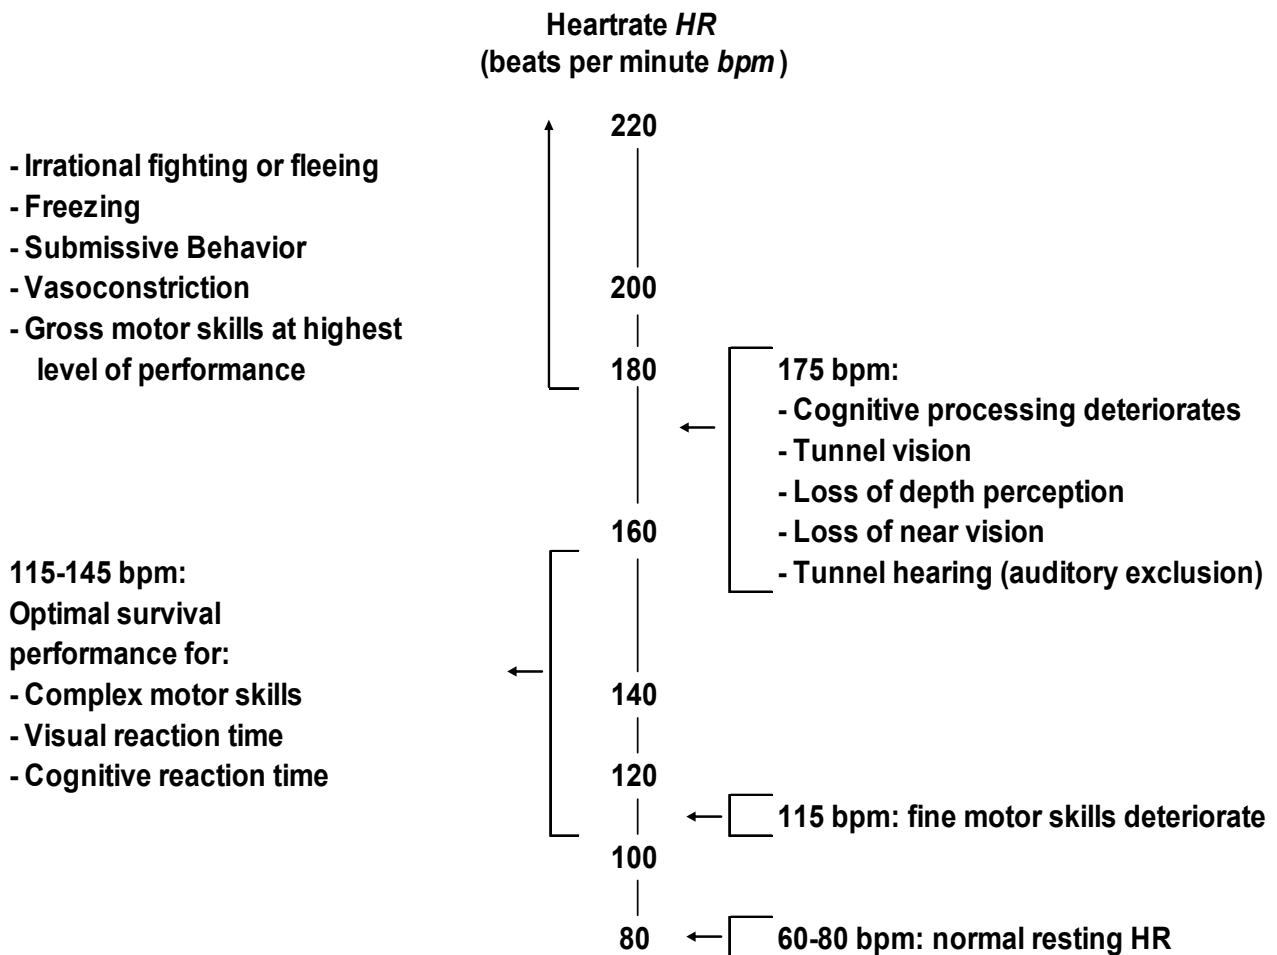 Heartrate HR
(beats per minute bpm)
220
- Irrational fighting or fleeing
- Freezing
- Submissive Behavior
- Vasoconstriction
- Gross motor skills at highest
level of performance
200
180
175 bpm:
- Cognitive processing deteriorates
- Tunnel vision
- Loss of depth perception
- Loss of near vision
- Tunnel hearing (auditory exclusion)
160
115-145 bpm:
Optimal survival
performance for:
- Complex motor skills
- Visual reaction time
- Cognitive reaction time
140
120
115 bpm: fine motor skills deteriorate
100
80
60-80 bpm: normal resting HR